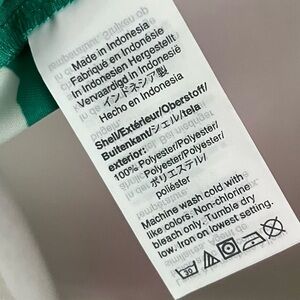 Made in Indonesia
Fabriqué en Indonésie
In Indonesien Hergestellt
Vervaardigd in Indonesia
インドネシア製
Hecho en Indonesia
Shell/Extérieur/Oberstoff/
Buitenkant/シェル/tela
exterior:
100% Polyester/Polyester/
Polyester/Polyester/
ポリエステル/
poliéster
Machine wash cold with
like colors. Non-chlorine
bleach only. Tumble dry
low. Iron on lowest setting.
30